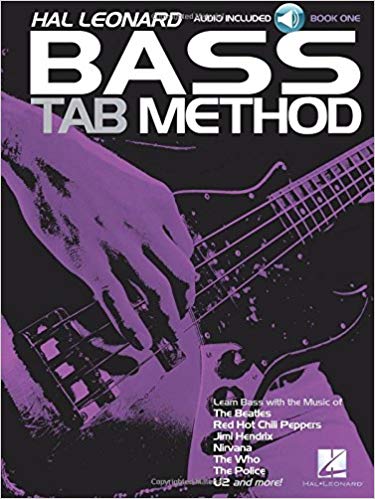 HAL LEONARD AUDIO INCLUDED BOOK ONE
BASS
TAB METHOD
Learn Bass with the Music of
The Beatles
Red Hot Chili Peppers
Jimi Hendrix
Nirvana
The Who
The Police
U2 and more!
HAL•LEONARD®